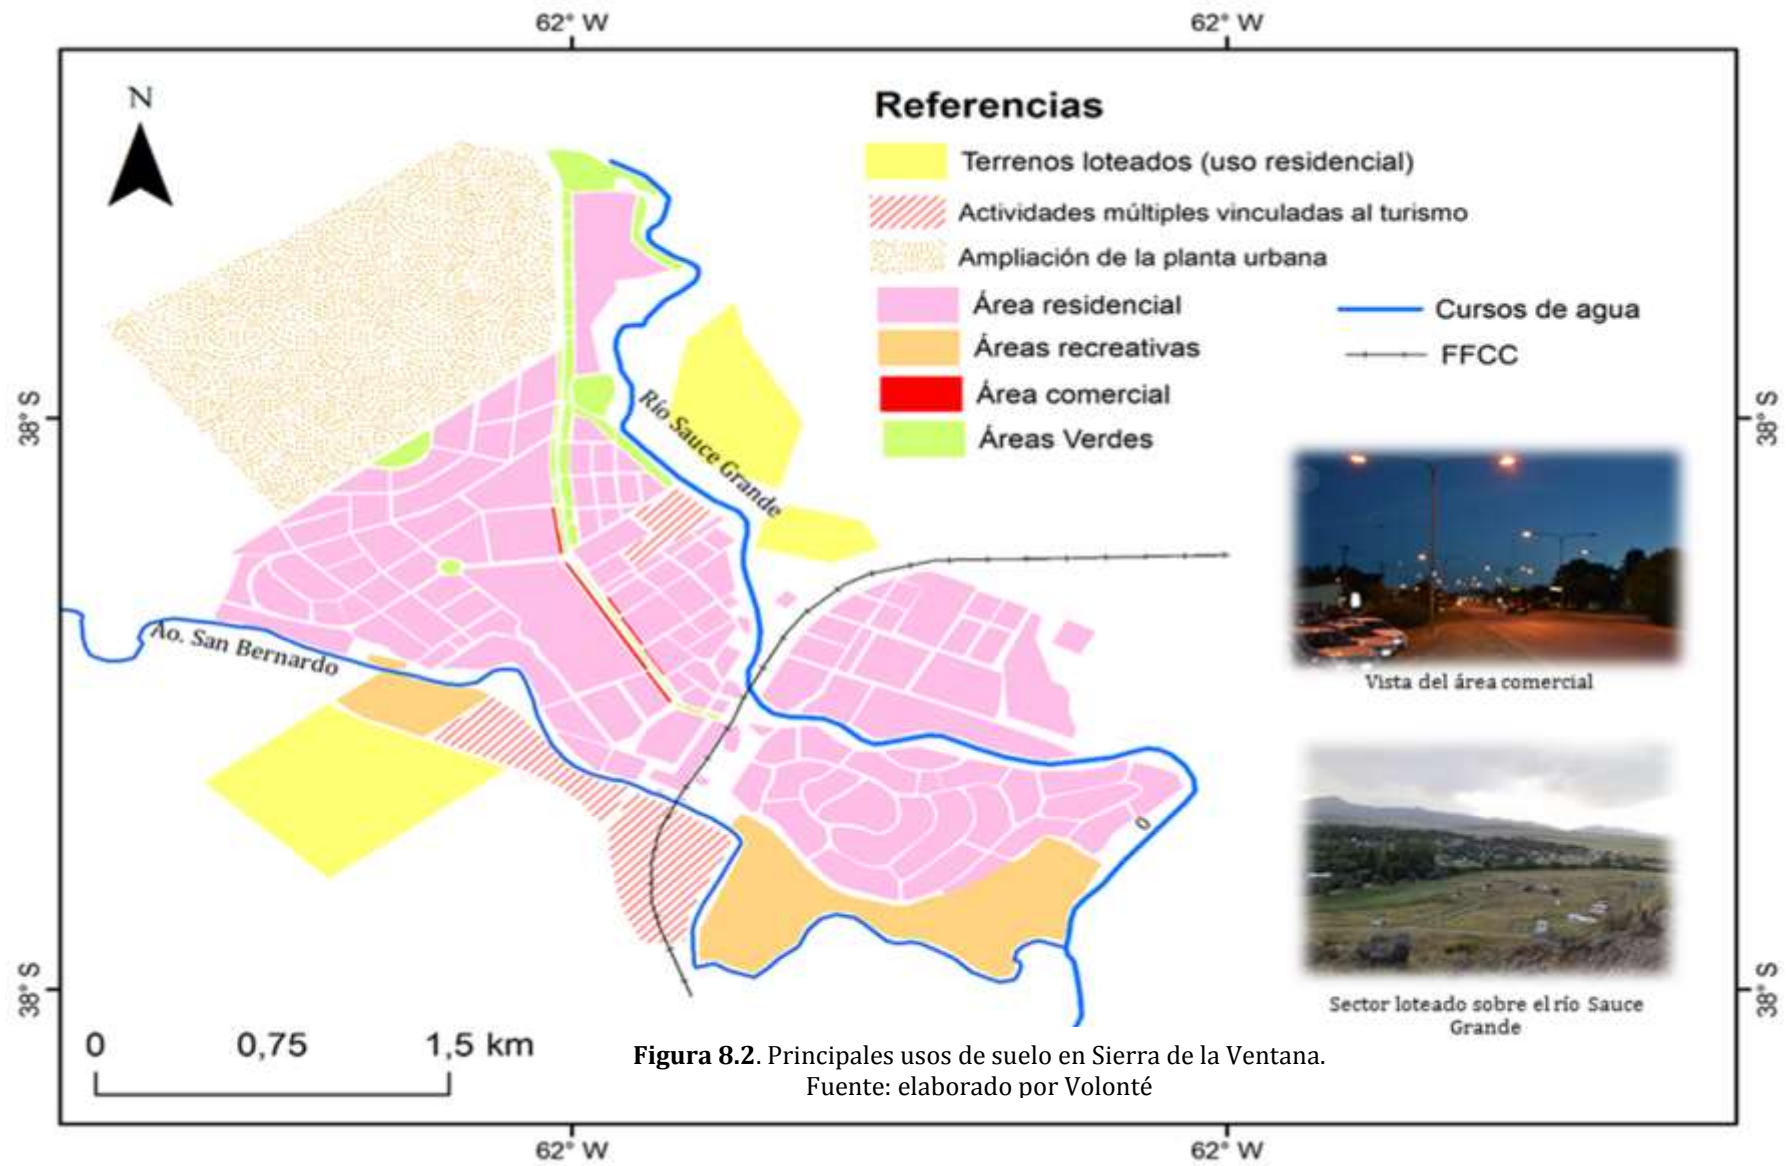 62° W
62° W
N
Referencias
Terrenos loteados (uso residencial)
Actividades múltiples vinculadas al turismo
Ampliación de la planta urbana
Área residencial
Áreas recreativas
Área comercial
Áreas Verdes
Cursos de agua
FFCC
38° S
38° S
Río Sauce Grande
Ao. San Bernardo
Vista del área comercial
38° S
38° S
Sector loteado sobre el río Sauce
Grande
0
0,75
1,5 km
Figura 8.2. Principales usos de suelo en Sierra de la Ventana.
Fuente: elaborado por Volonté
62° W
62° W